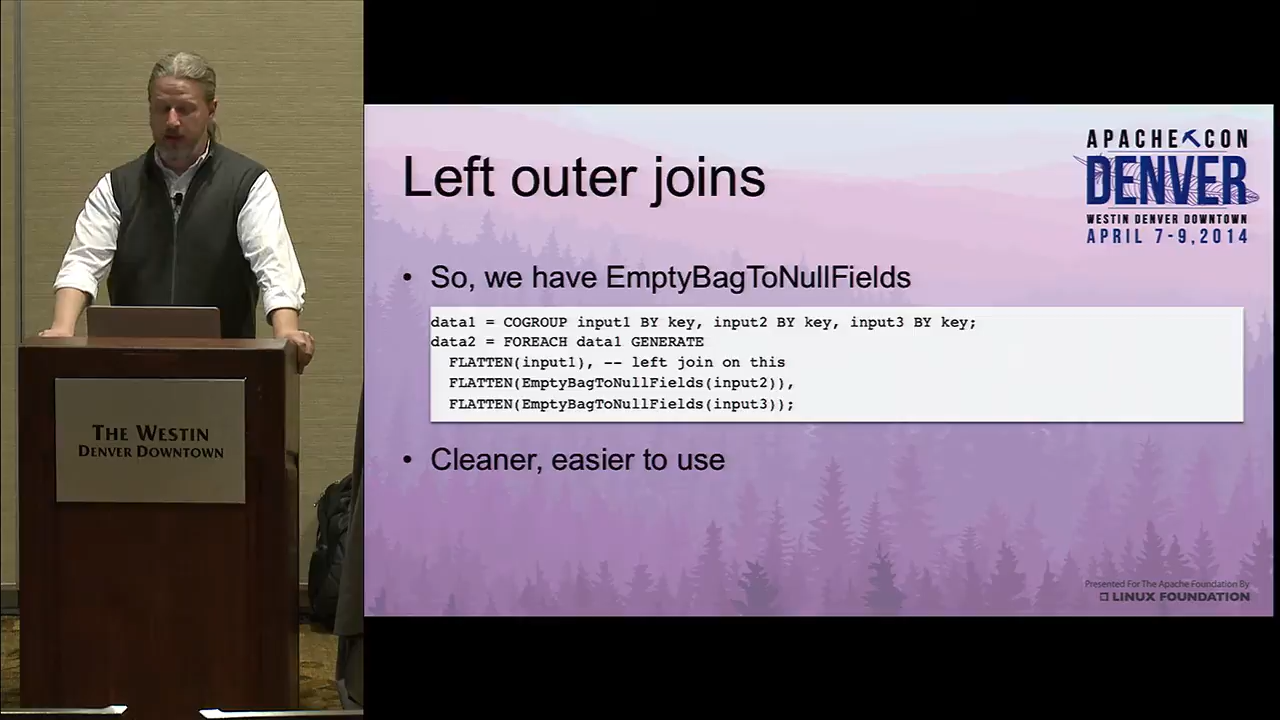 THE WESTIN
DENVER DOWNTOWN
Left outer joins
APACHE CON
DENVER
WESTIN DENVER DOWNTOWN
APRIL 7-9, 2014
• So, we have EmptyBagToNullFields
data1 = COGROUP input1 BY key, input2 BY key, input3 BY key;
data2 = FOREACH data1 GENERATE
FLATTEN(input1), -- left join on this
FLATTEN(EmptyBagToNullFields(input2)),
FLATTEN(EmptyBagToNullFields(input3));
• Cleaner, easier to use
Presented For The Apache Foundation By
LINUX FOUNDATION